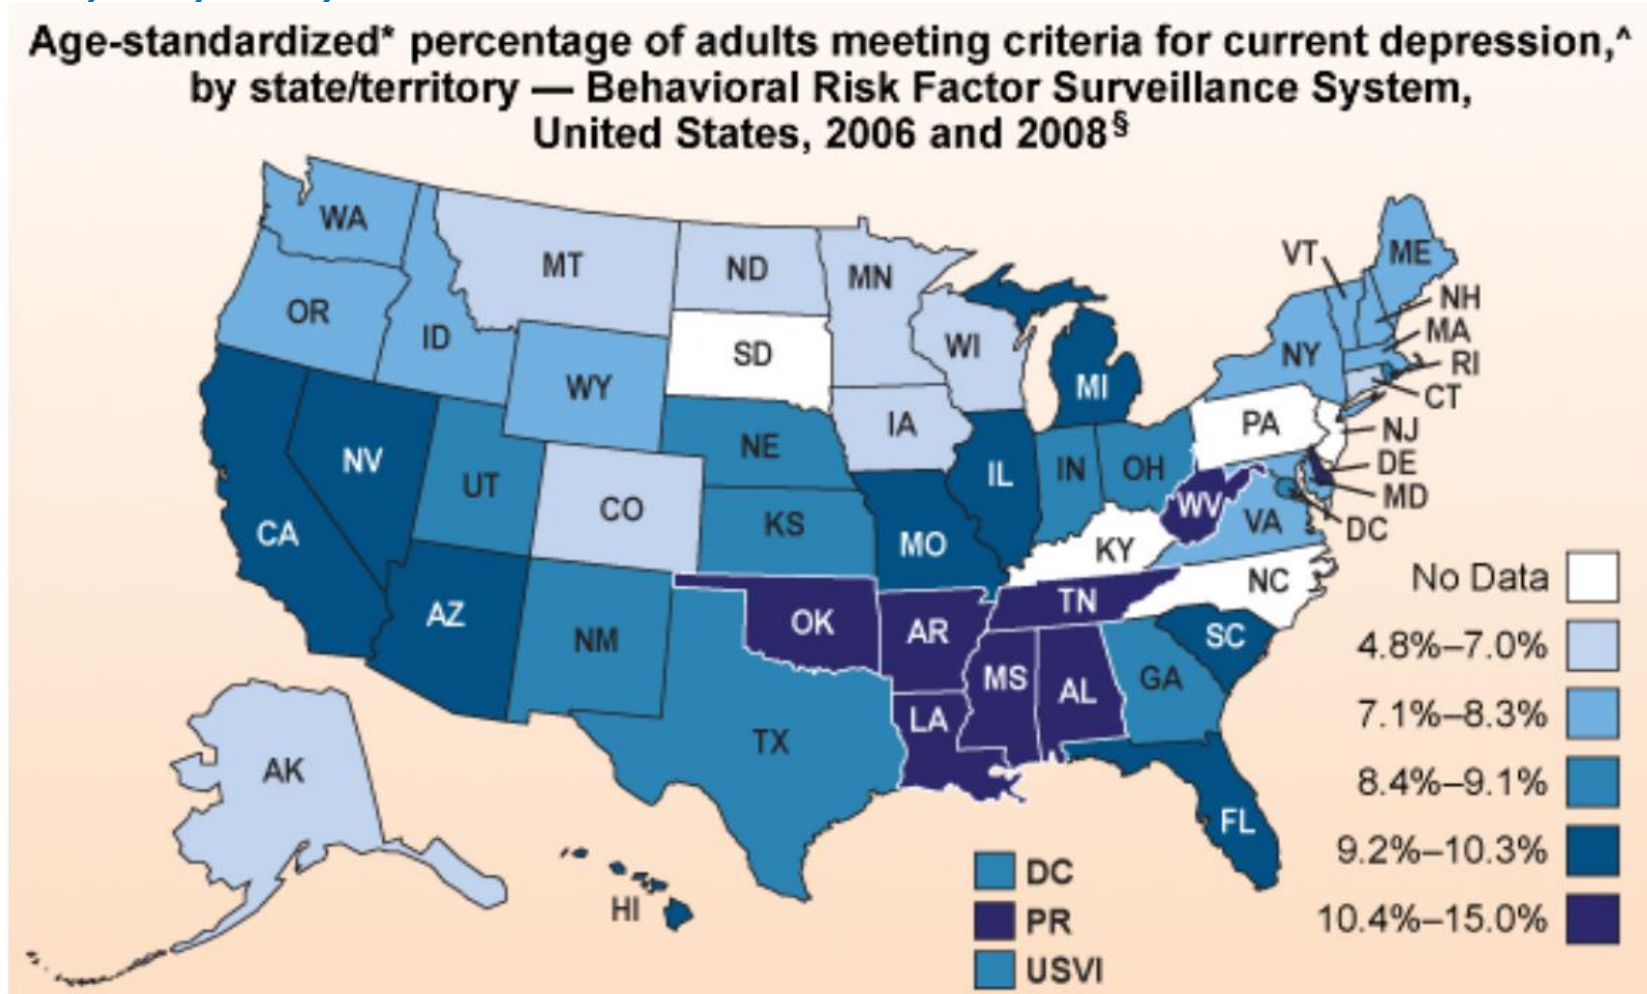 Age-standardized* percentage of adults meeting criteria for current depression,^
by state/territory — Behavioral Risk Factor Surveillance System,
United States, 2006 and 2008§
WA
MT
ND
MN
VT
ME
OR
ID
WY
SD
WI
MI
NY
NH
MA
RI
CT
NV
UT
CO
NE
IA
IL
IN
OH
PA
NJ
DE
MD
DC
CA
KS
MO
KY
WV
VA
AZ
NM
OK
AR
TN
NC
SC
TX
LA
MS
AL
GA
FL
AK
HI
No Data
4.8%–7.0%
7.1%–8.3%
8.4%–9.1%
9.2%–10.3%
10.4%–15.0%
DC
PR
USVI